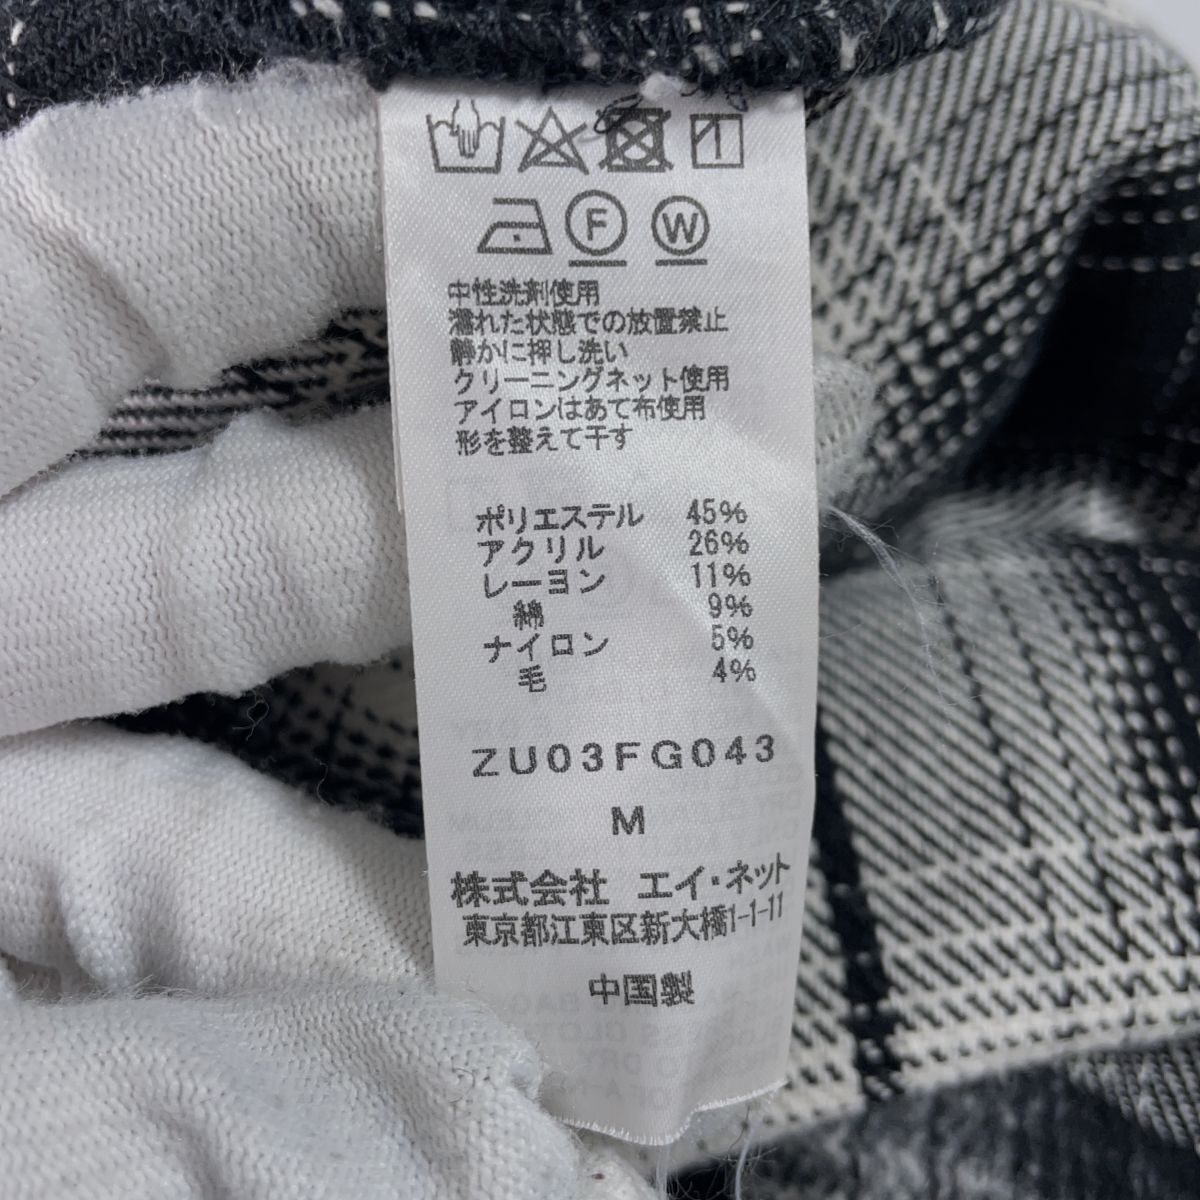 F W
中性洗剤使用
濡れた状態での放置禁止
静かに押し洗い
クリーニングネット使用
アイロンはあて布使用
形を整えて干す
ポリエステル 45%
アクリル 26%
レーヨン 11%
綿 9%
ナイロン 5%
毛 4%
ZU03FG043
M
株式会社 エイ・ネット
東京都江東区新大橋1-1-11
中国製